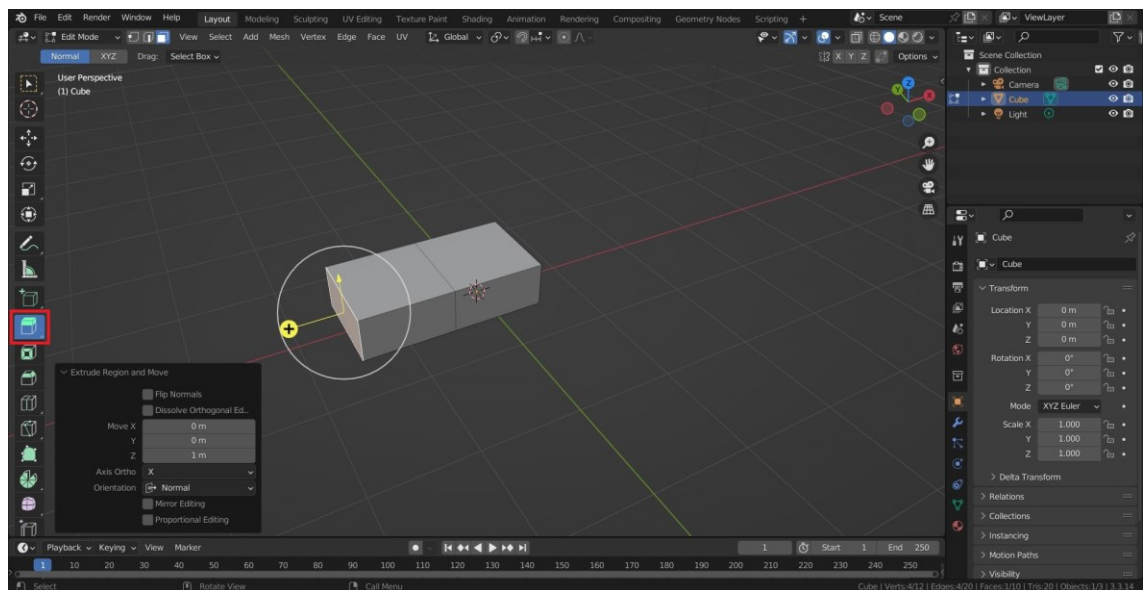 File Edit Render Window Help Layout Modeling Sculpting UV Editing Texture Paint Shading Animation Rendering Compositing Geometry Nodes Scripting + Scene ViewLayer
Edit Mode View Select Add Mesh Vertex Edge Face UV Global
Normal XYZ Drag: Select Box X Y Z Options
User Perspective
(1) Cube
Z
Y
X
Scene Collection
Collection
Camera
Cube
Light
Cube
Cube
Transform
Location X 0 m
Y 0 m
Z 0 m
Rotation X 0°
Y 0°
Z 0°
Mode XYZ Euler
Scale X 1.000
Y 1.000
Z 1.000
Delta Transform
Relations
Collections
Instancing
Motion Paths
Visibility
Extrude Region and Move
Flip Normals
Dissolve Orthogonal Ed...
Move X 0 m
Y 0 m
Z 1 m
Axis Ortho X
Orientation Normal
Mirror Editing
Proportional Editing
Playback Keying View Marker 1 Start 1 End 250
1 10 20 30 40 50 60 70 80 90 100 110 120 130 140 150 160 170 180 190 200 210 220 230 240 250
Select Rotate View Call Menu Cube | Verts:4/12 | Edges:4/20 | Faces:1/10 | Tris:20 | Objects:1/3 | 3.3.14